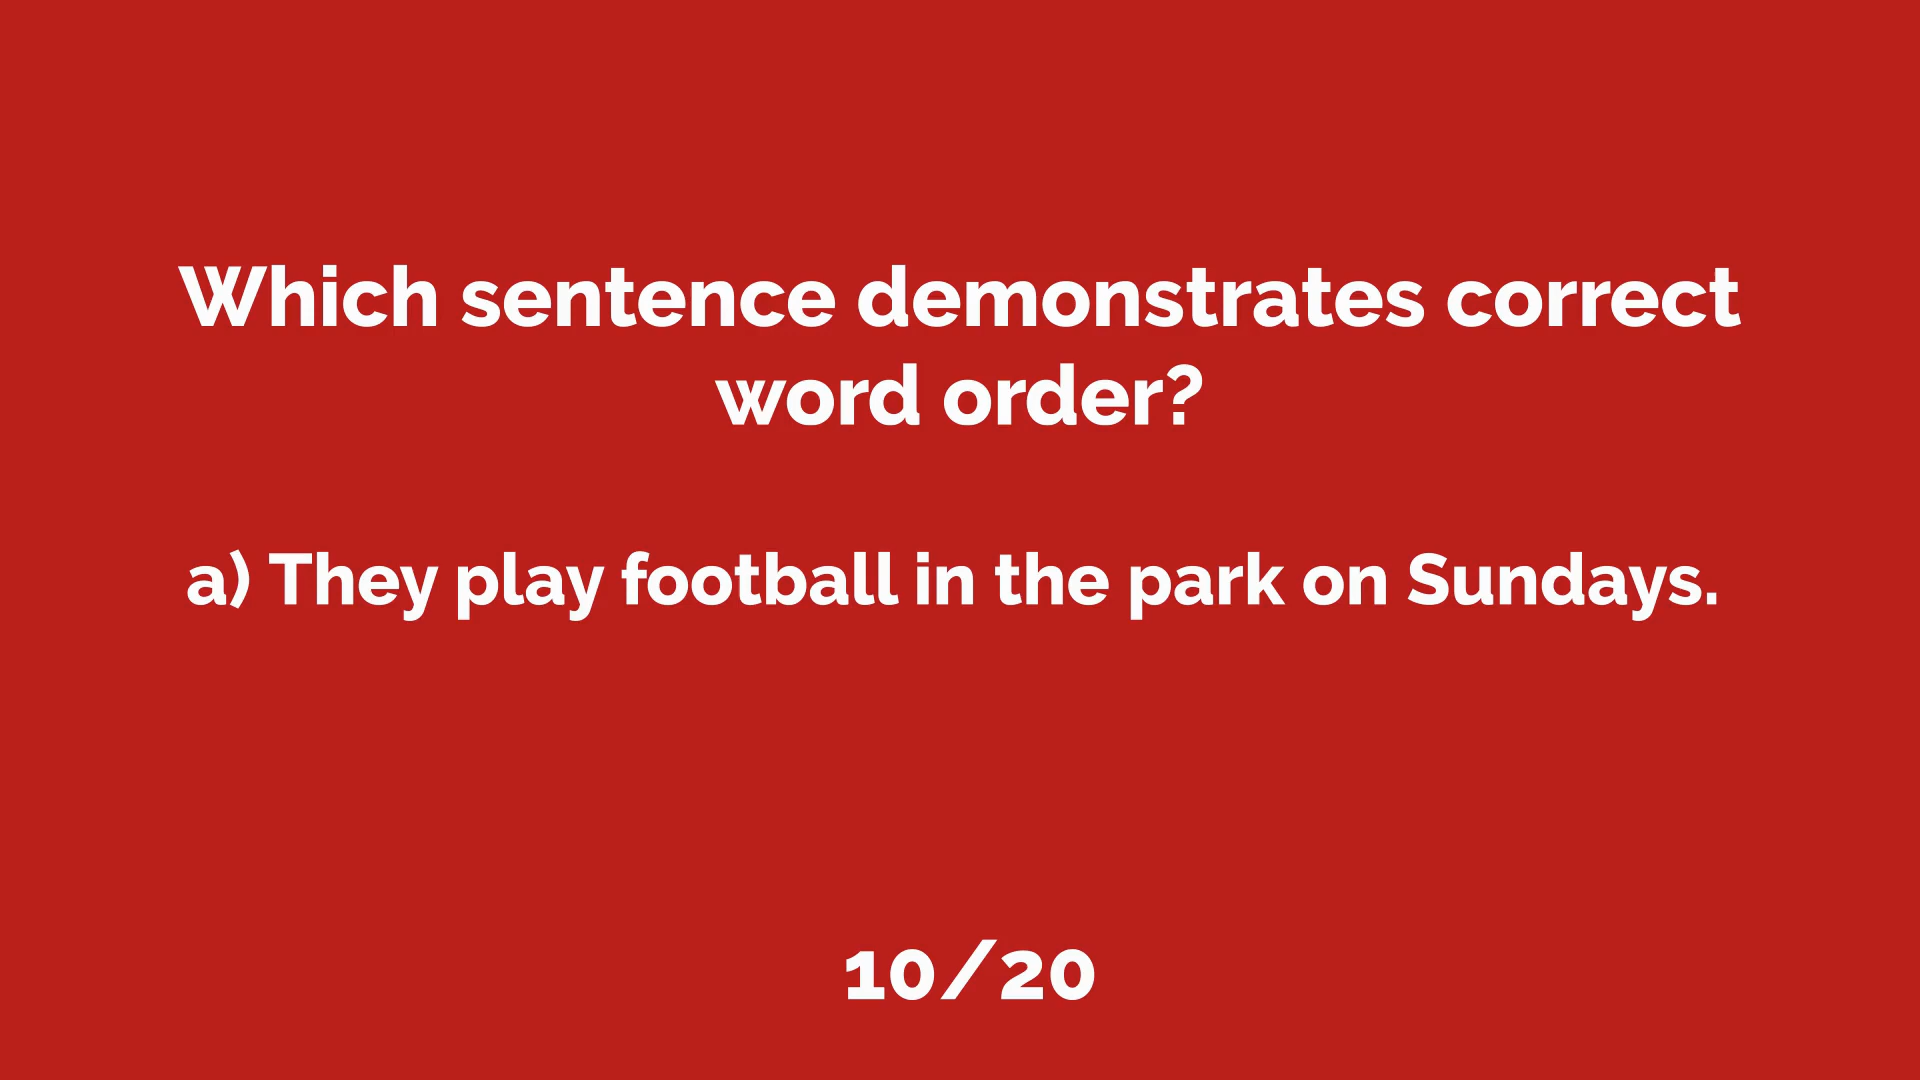 Which sentence demonstrates correct
word order?
a) They play football in the park on Sundays.
10/20